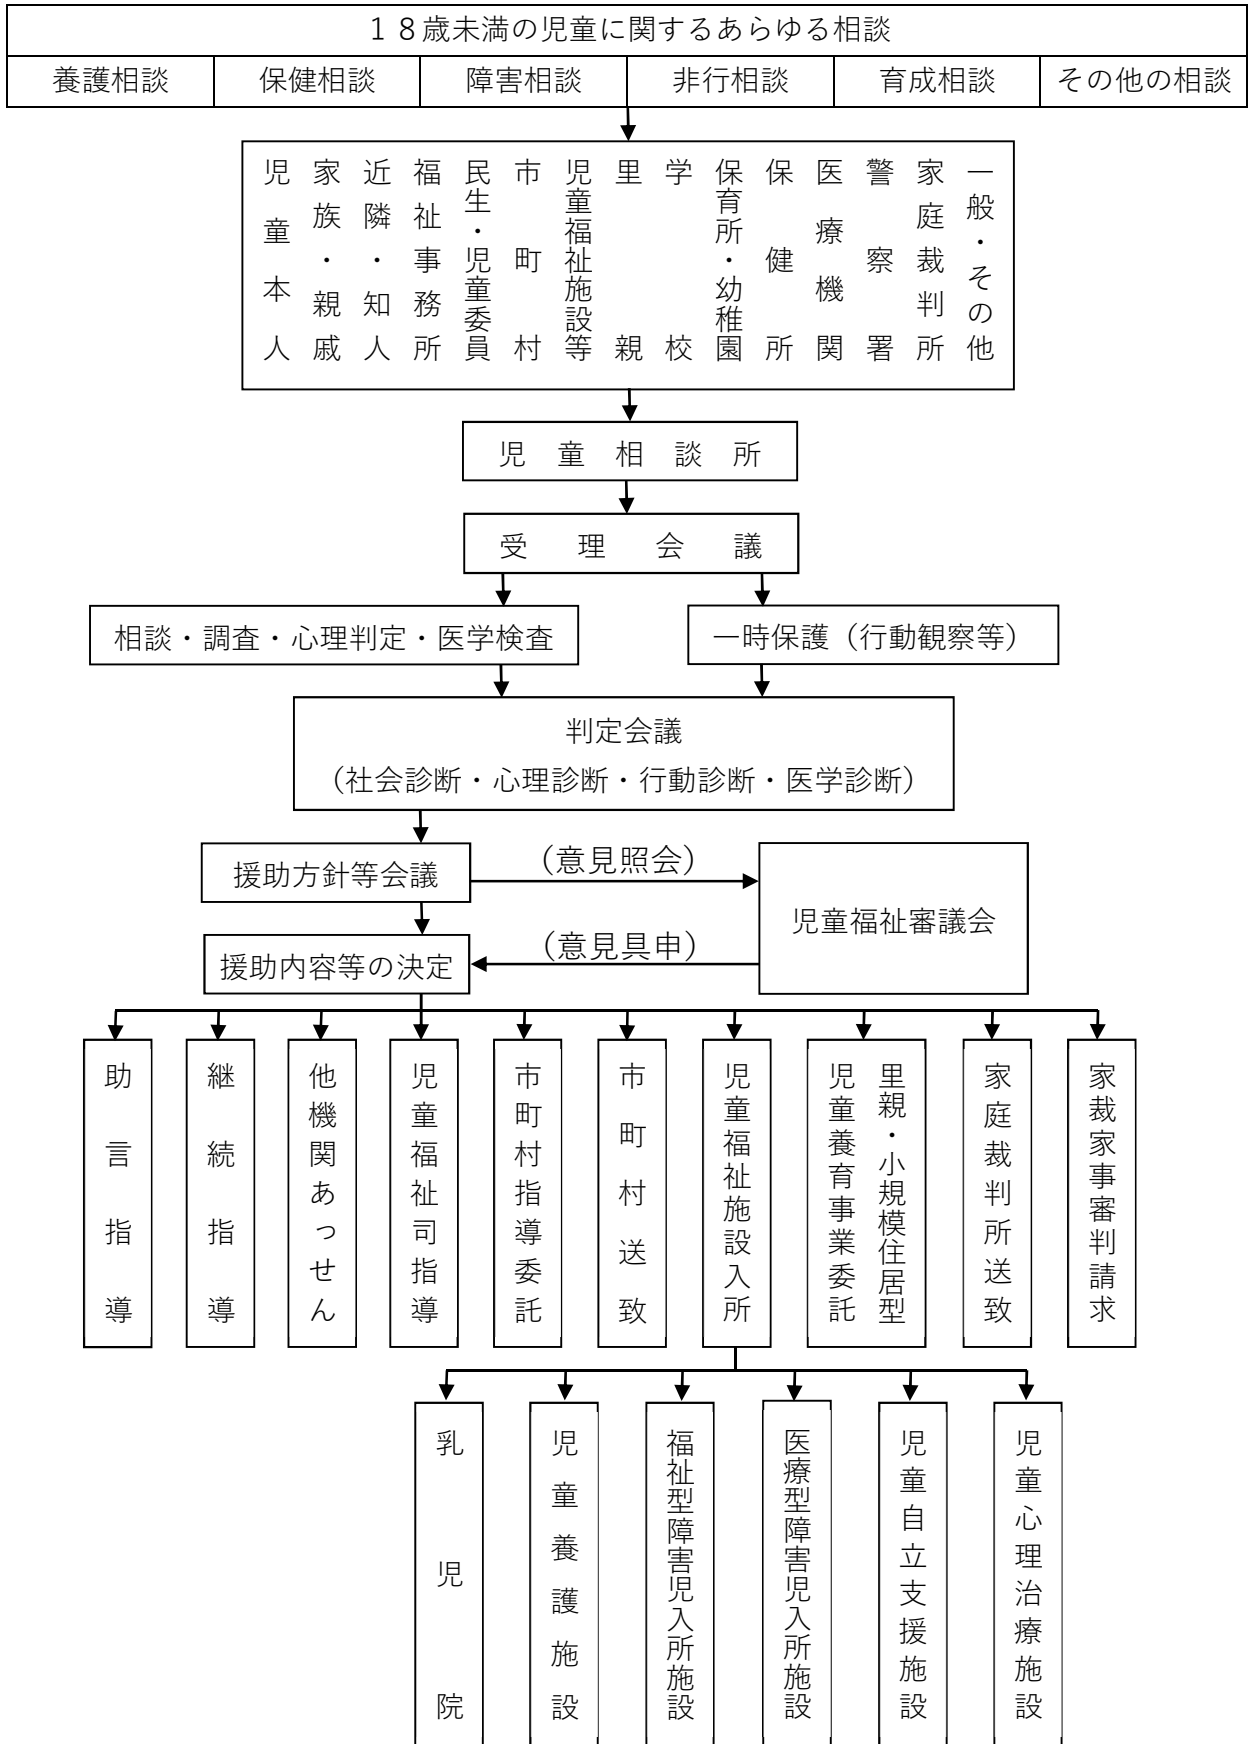 １８歳未満の児童に関するあらゆる相談
養護相談
保健相談
障害相談
非行相談
育成相談
その他の相談
児童本人
家族・親戚
近隣・知人
福祉事務所
民生・児童委員
市町村
児童福祉施設等
里親
学校
保育所・幼稚園
保健所
医療機関
警察署
家庭裁判所
一般・その他
児童相談所
受理会議
相談・調査・心理判定・医学検査
一時保護（行動観察等）
判定会議
（社会診断・心理診断・行動診断・医学診断）
援助方針等会議
（意見照会）
児童福祉審議会
（意見具申）
援助内容等の決定
助言指導
継続指導
他機関あっせん
児童福祉司指導
市町村指導委託
市町村送致
児童福祉施設入所
里親・小規模住居型
児童養育事業委託
家庭裁判所送致
家裁家事審判請求
乳児院
児童養護施設
福祉型障害児入所施設
医療型障害児入所施設
児童自立支援施設
児童心理治療施設